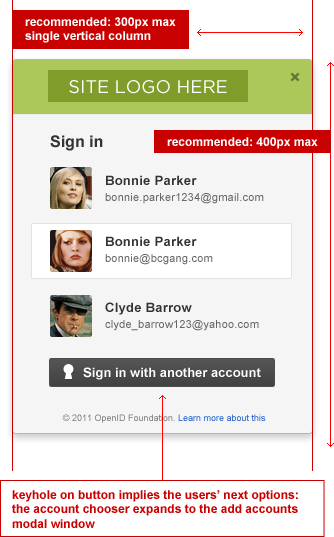 recommended: 300px max
single vertical column
SITE LOGO HERE
×
Sign in
recommended: 400px max
Bonnie Parker
bonnie.parker1234@gmail.com
Bonnie Parker
bonnie@bcgang.com
Clyde Barrow
clyde_barrow123@yahoo.com
Sign in with another account
© 2011 OpenID Foundation. Learn more about this
keyhole on button implies the users’ next options:
the account chooser expands to the add accounts
modal window